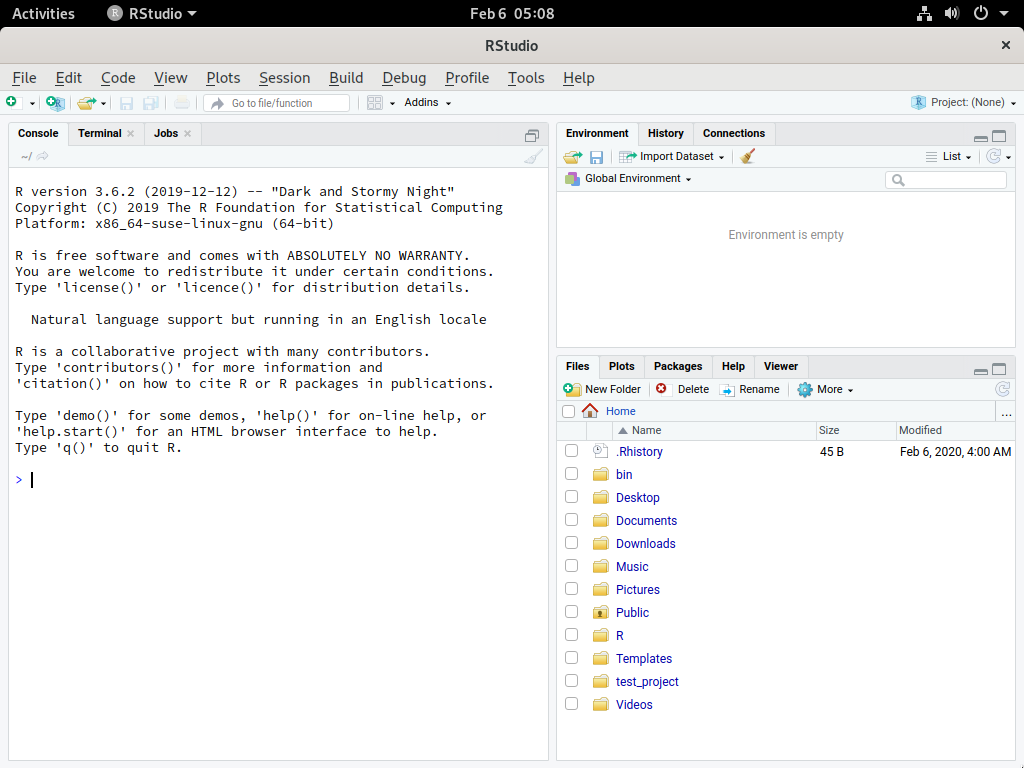 Activities RStudio Feb 6 05:08
RStudio
File Edit Code View Plots Session Build Debug Profile Tools Help
Go to file/function Addins Project: (None)
Console Terminal Jobs
~/
R version 3.6.2 (2019-12-12) -- "Dark and Stormy Night"
Copyright (C) 2019 The R Foundation for Statistical Computing
Platform: x86_64-suse-linux-gnu (64-bit)
R is free software and comes with ABSOLUTELY NO WARRANTY.
You are welcome to redistribute it under certain conditions.
Type 'license()' or 'licence()' for distribution details.
Natural language support but running in an English locale
R is a collaborative project with many contributors.
Type 'contributors()' for more information and
'citation()' on how to cite R or R packages in publications.
Type 'demo()' for some demos, 'help()' for on-line help, or
'help.start()' for an HTML browser interface to help.
Type 'q()' to quit R.
>
Environment History Connections
Import Dataset List
Global Environment
Environment is empty
Files Plots Packages Help Viewer
New Folder Delete Rename More
Home ...
Name Size Modified
.Rhistory 45 B Feb 6, 2020, 4:00 AM
bin
Desktop
Documents
Downloads
Music
Pictures
Public
R
Templates
test_project
Videos